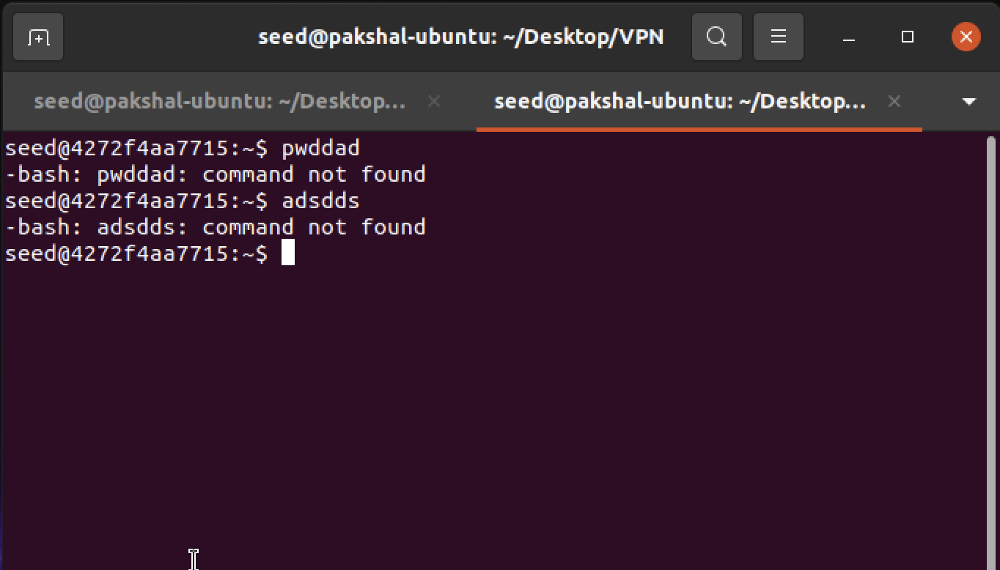 seed@pakshal-ubuntu: ~/Desktop/VPN
seed@pakshal-ubuntu: ~/Desktop...
seed@pakshal-ubuntu: ~/Desktop...
seed@4272f4aa7715:~$ pwddad
-bash: pwddad: command not found
seed@4272f4aa7715:~$ adsdds
-bash: adsdds: command not found
seed@4272f4aa7715:~$